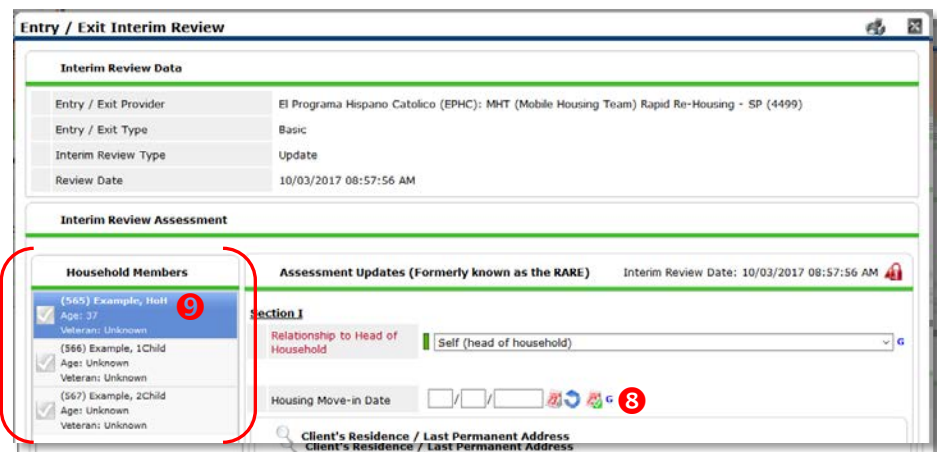 Entry / Exit Interim Review
Interim Review Data
Entry / Exit Provider El Programa Hispano Catolico (EPHC): MHT (Mobile Housing Team) Rapid Re-Housing - SP (4499)
Entry / Exit Type Basic
Interim Review Type Update
Review Date 10/03/2017 08:57:56 AM
Interim Review Assessment
Household Members
(565) Example, HoH
Age: 37
Veteran: Unknown
9
(566) Example, 1Child
Age: Unknown
Veteran: Unknown
(567) Example, 2Child
Age: Unknown
Veteran: Unknown
Assessment Updates (Formerly known as the RARE) Interim Review Date: 10/03/2017 08:57:56 AM
Section I
Relationship to Head of
Household
Self (head of household) G
Housing Move-in Date / / G 8
Client's Residence / Last Permanent Address
Client's Residence / Last Permanent Address